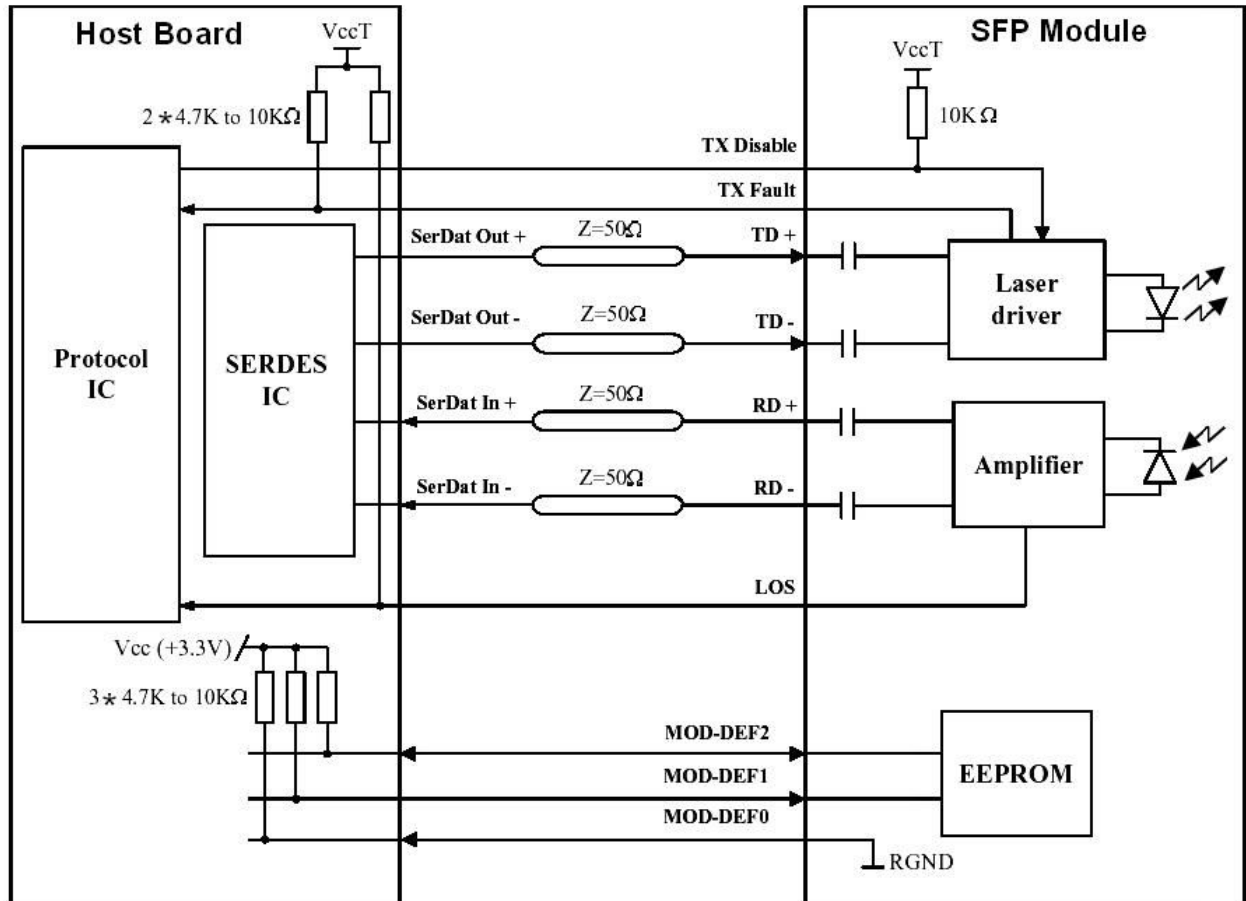 Host Board
SFP Module
VccT
VccT
2*4.7K to 10KΩ
10KΩ
TX Disable
TX Fault
SerDat Out +
Z=50Ω
TD +
Laser
driver
SerDat Out -
Z=50Ω
TD -
Protocol
IC
SERDES
IC
SerDat In +
Z=50Ω
RD +
Amplifier
SerDat In -
Z=50Ω
RD -
LOS
Vcc (+3.3V)
3*4.7K to 10KΩ
MOD-DEF2
MOD-DEF1
MOD-DEF0
EEPROM
RGND